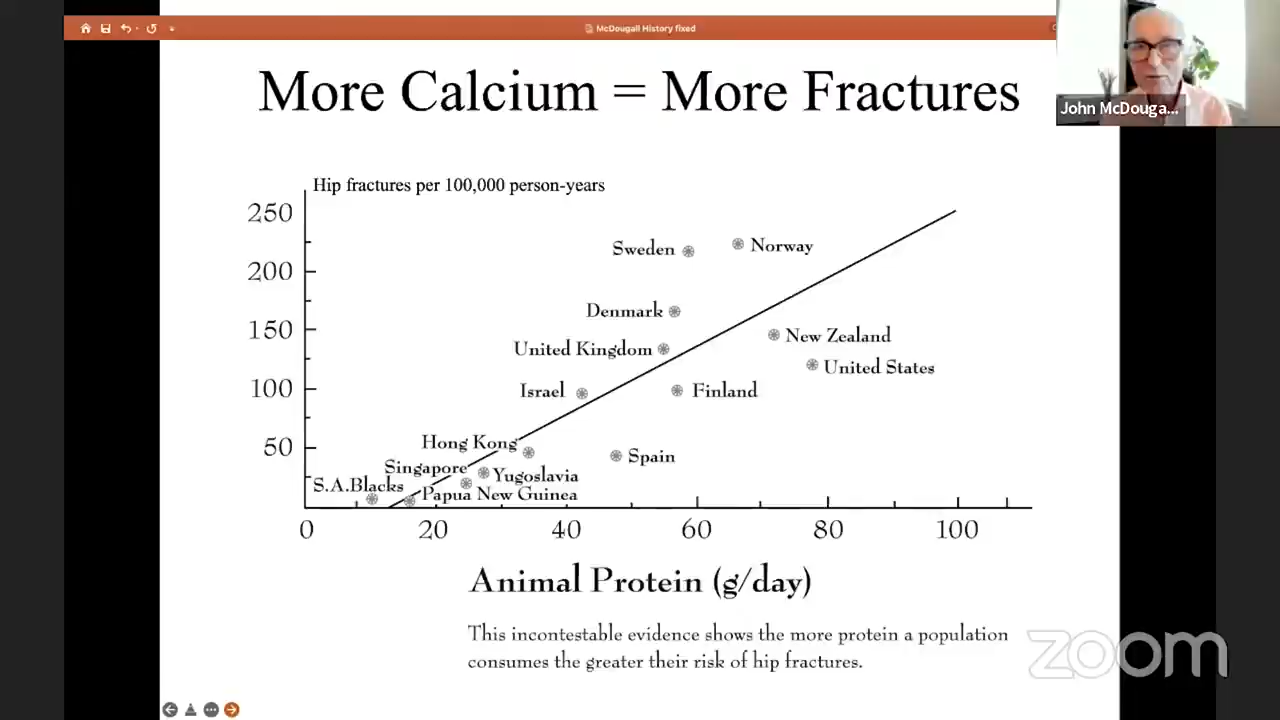 McDougall History fixed
John McDouga...
More Calcium = More Fractures
Hip fractures per 100,000 person-years
250
200
150
100
50
Sweden
Norway
Denmark
New Zealand
United Kingdom
United States
Israel
Finland
Hong Kong
Spain
Singapore
Yugoslavia
S.A.Blacks
Papua New Guinea
0 20 40 60 80 100
Animal Protein (g/day)
This incontestable evidence shows the more protein a population
consumes the greater their risk of hip fractures.
zoom